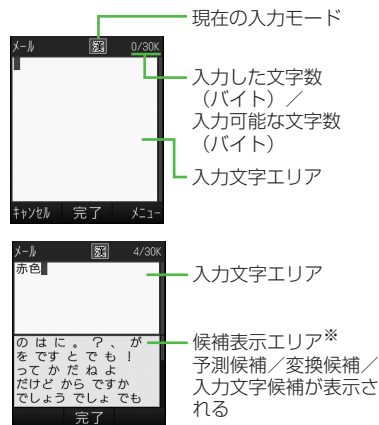 現在の入力モード
メール 漢 0/30K
入力した文字数
（バイト）／
入力可能な文字数
（バイト）
入力文字エリア
キャンセル 完了 メニュー
メール 漢 4/30K
赤色
入力文字エリア
の は に 。 ？ 、 が
を です と で も ！
って か だ ね よ
だけど から ですか
でしょう でしょ でも
候補表示エリア※
予測候補／変換候補／
入力文字候補が表示さ
れる
完了